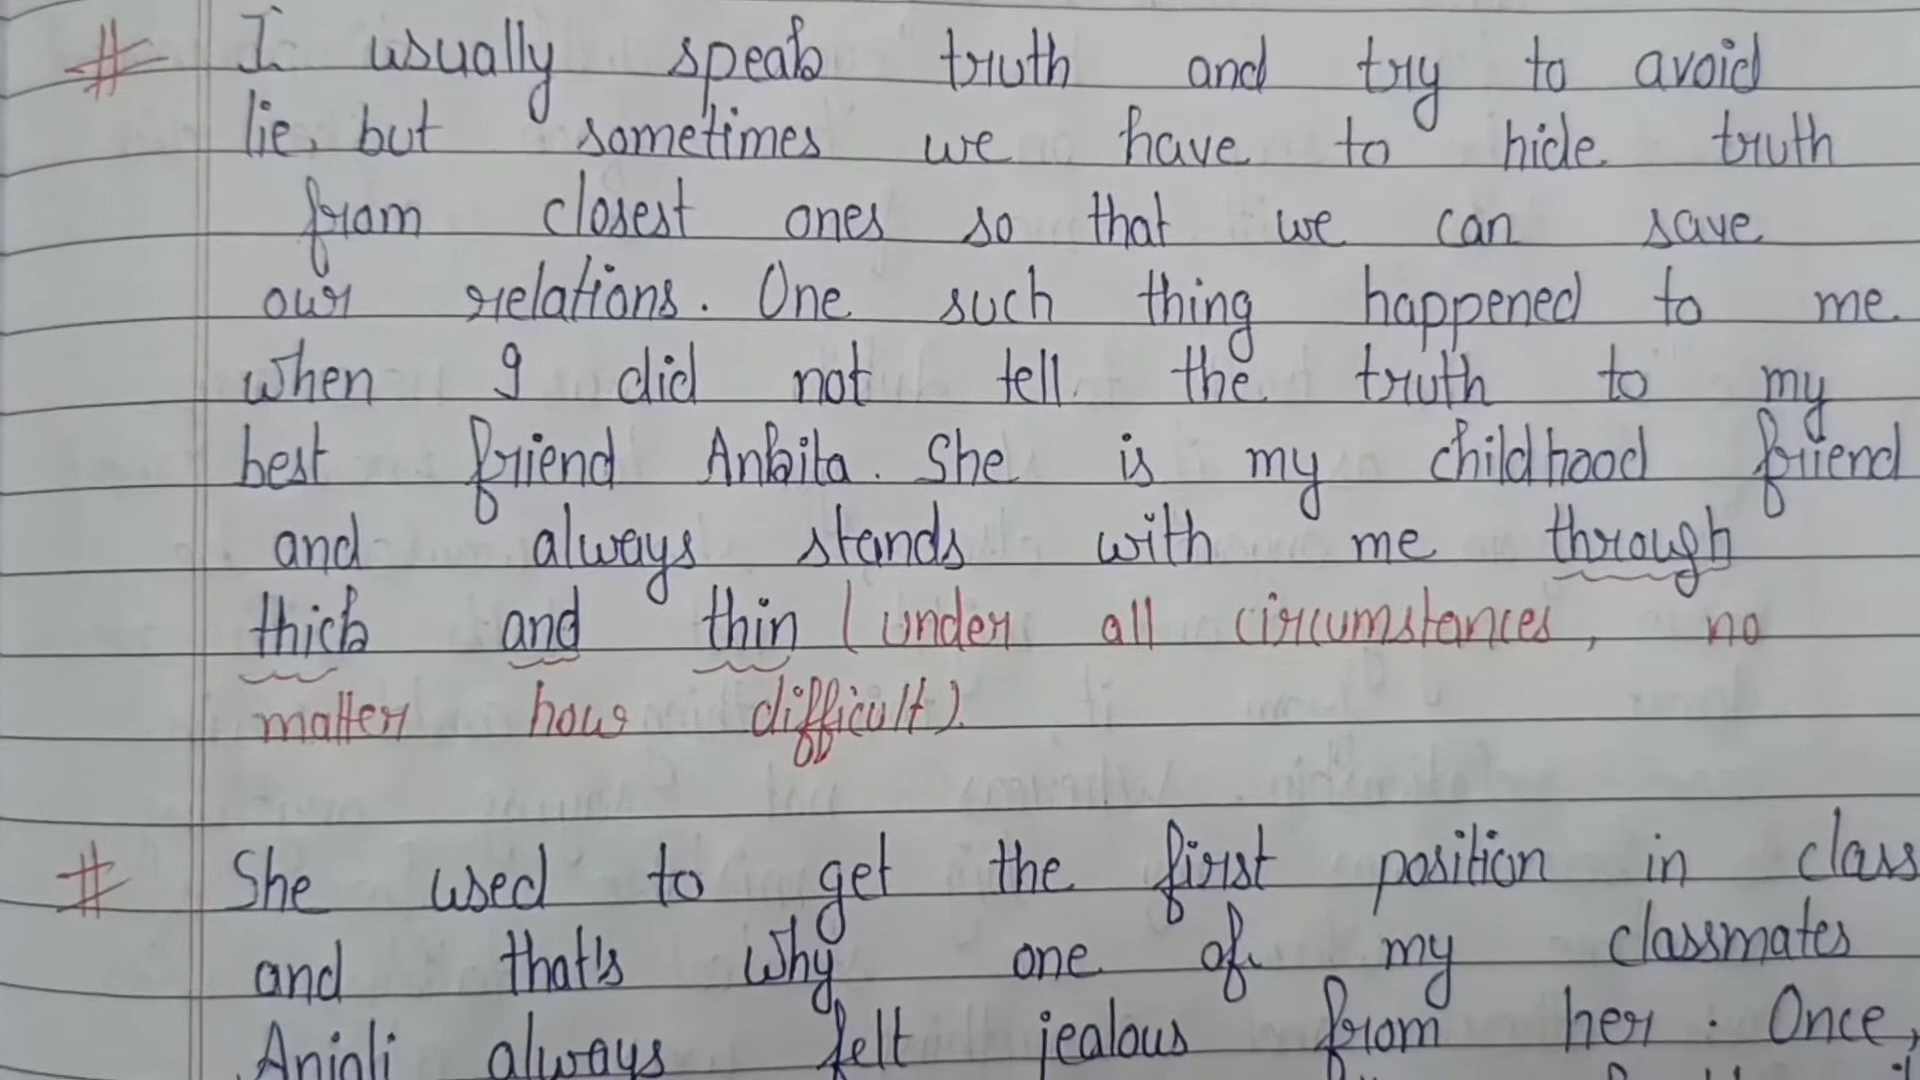 # I usually speak truth and try to avoid
lie, but sometimes we have to hide truth
from closest ones so that we can save
our relations. One such thing happened to me
when I did not tell the truth to my
best friend Ankita. She is my childhood friend
and always stands with me through
thick and thin (under all circumstances, no
matter how difficult).
# She used to get the first position in class
and that's why one of my classmates
Anjali always felt jealous from her. Once,